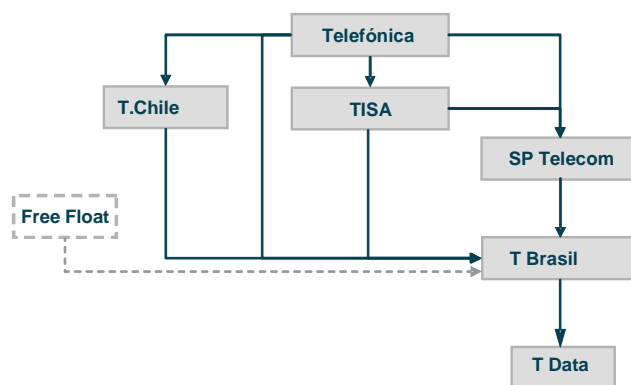 Telefónica
T.Chile
TISA
SP Telecom
Free Float
T Brasil
T Data